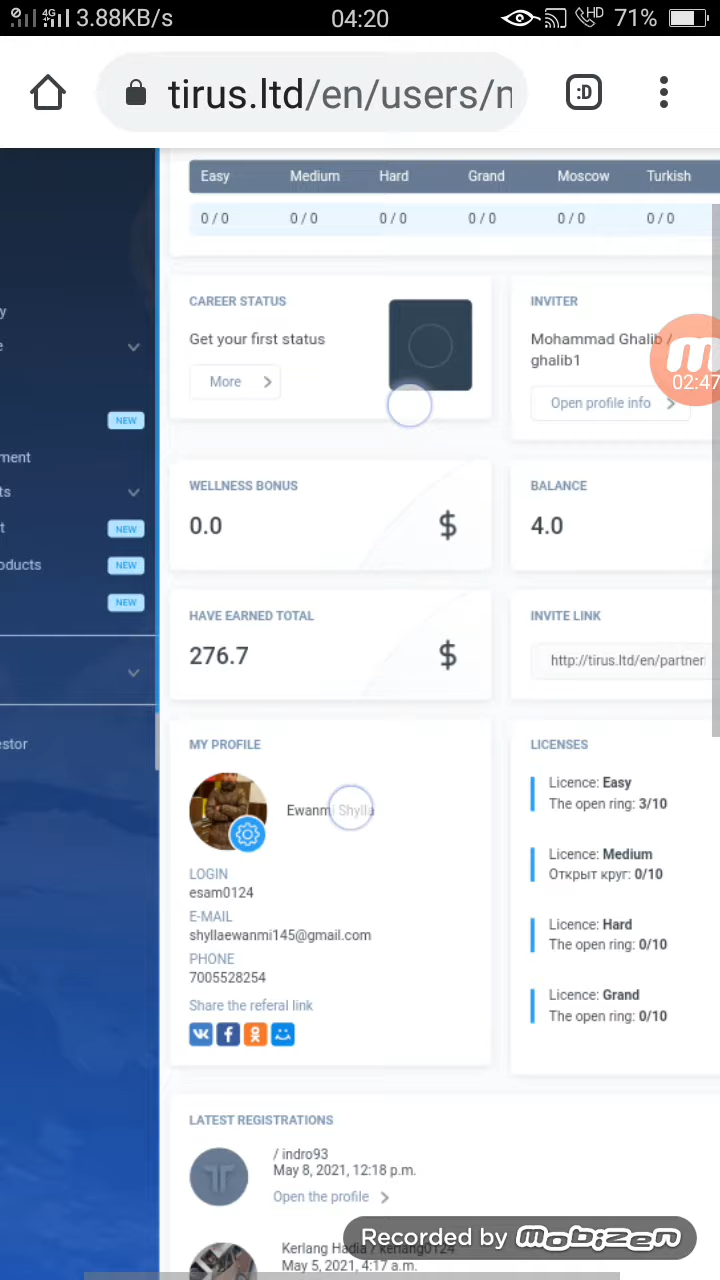 3.88KB/s 04:20 HD 71%
tirus.ltd/en/users/n :D
Easy Medium Hard Grand Moscow Turkish
0 / 0 0 / 0 0 / 0 0 / 0 0 / 0 0 / 0
CAREER STATUS
Get your first status
More
INVITER
Mohammad Ghalib /
ghalib1
Open profile info
02:47
NEW
ment
ts
t NEW
oducts NEW
NEW
estor
WELLNESS BONUS
0.0 $
BALANCE
4.0
HAVE EARNED TOTAL
276.7 $
INVITE LINK
http://tirus.ltd/en/partner
MY PROFILE
Ewanmi Shylla
LOGIN
esam0124
E-MAIL
shyllaewanmi145@gmail.com
PHONE
7005528254
Share the referal link
LICENSES
Licence: Easy
The open ring: 3/10
Licence: Medium
Открыт круг: 0/10
Licence: Hard
The open ring: 0/10
Licence: Grand
The open ring: 0/10
LATEST REGISTRATIONS
/ indro93
May 8, 2021, 12:18 p.m.
Open the profile
Kerlang Hadia / kerlang0124
May 5, 2021, 4:17 a.m.
Recorded by mobizen